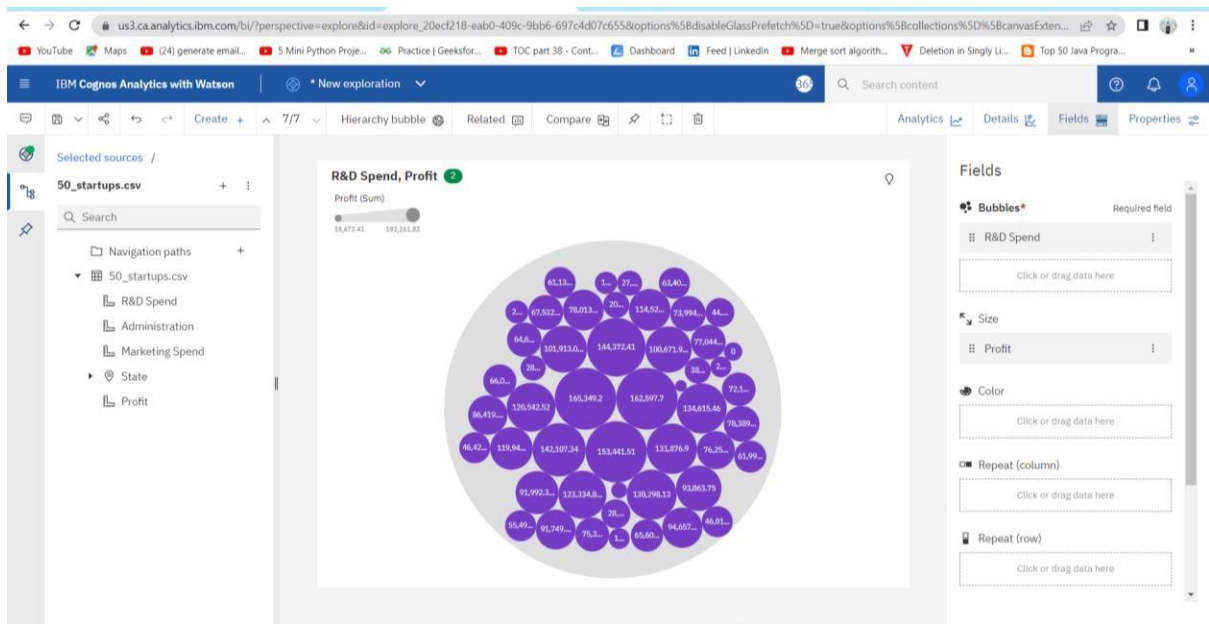 us3.ca.analytics.ibm.com/bi/?perspective=explore&id=explore_20ecf218-eab0-409c-9bb6-697c4d07c655&options%5BdisableGlassPrefetch%5D=true&options%5Bcollections%5D%5BcanvasExten...
YouTube Maps (24) generate email... 5 Mini Python Proje... Practice | Geeksfor... TOC part 38 - Cont... Dashboard Feed | LinkedIn Merge sort algorith... Deletion in Singly Li... Top 50 Java Progra... »
IBM Cognos Analytics with Watson * New exploration Search content
Create + 7/7 Hierarchy bubble Related Compare Analytics Details Fields Properties
Selected sources /
50_startups.csv
Search
Navigation paths
50_startups.csv
R&D Spend
Administration
Marketing Spend
State
Profit
R&D Spend, Profit 2
Profit (Sum)
192,261.83
61,13... 1... 27,... 63,40...
2... 67,532... 78,013... 20... 114,52... 73,994... 44,...
64,6... 101,913.0... 144,372.41 100,671.9... 77,044... 0
28... 38... 2...
66,0... 165,349.2 162,597.7 72,1...
86,419... 120,542.52 134,615.46 78,389...
46,42... 119,94... 142,107.34 153,441.51 131,876.9 76,25... 61,99...
91,992.3... 123,334.8... 130,298.13 93,863.75
28,...
55,49... 91,749... 75,3... 1... 65,60... 94,657... 46,01...
Fields
Bubbles* Required field
R&D Spend
Click or drag data here
Size
Profit
Color
Click or drag data here
Repeat (column)
Click or drag data here
Repeat (row)
Click or drag data here